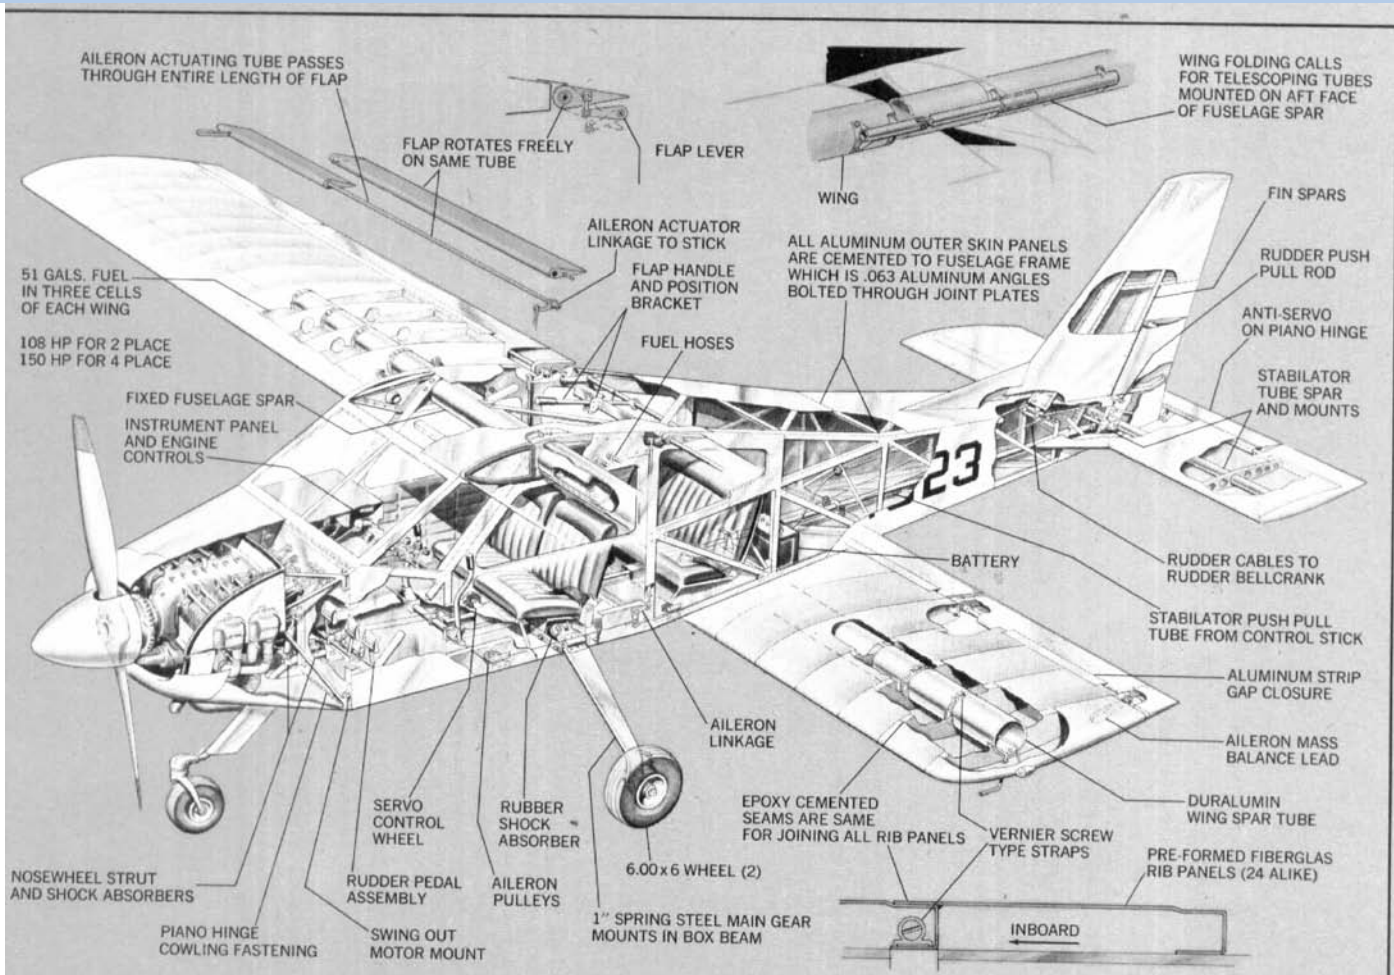 AILERON ACTUATING TUBE PASSES
THROUGH ENTIRE LENGTH OF FLAP
FLAP ROTATES FREELY
ON SAME TUBE
FLAP LEVER
WING
WING FOLDING CALLS
FOR TELESCOPING TUBES
MOUNTED ON AFT FACE
OF FUSELAGE SPAR
51 GALS. FUEL
IN THREE CELLS
OF EACH WING
108 HP FOR 2 PLACE
150 HP FOR 4 PLACE
FIXED FUSELAGE SPAR
INSTRUMENT PANEL
AND ENGINE
CONTROLS
AILERON ACTUATOR
LINKAGE TO STICK
FLAP HANDLE
AND POSITION
BRACKET
FUEL HOSES
ALL ALUMINUM OUTER SKIN PANELS
ARE CEMENTED TO FUSELAGE FRAME
WHICH IS .063 ALUMINUM ANGLES
BOLTED THROUGH JOINT PLATES
FIN SPARS
RUDDER PUSH
PULL ROD
ANTI-SERVO
ON PIANO HINGE
STABILATOR
TUBE SPAR
AND MOUNTS
23
BATTERY
RUDDER CABLES TO
RUDDER BELLCRANK
STABILATOR PUSH PULL
TUBE FROM CONTROL STICK
ALUMINUM STRIP
GAP CLOSURE
AILERON MASS
BALANCE LEAD
DURALUMIN
WING SPAR TUBE
NOSEWHEEL STRUT
AND SHOCK ABSORBERS
PIANO HINGE
COWLING FASTENING
SWING OUT
MOTOR MOUNT
RUDDER PEDAL
ASSEMBLY
SERVO
CONTROL
WHEEL
AILERON
PULLEYS
RUBBER
SHOCK
ABSORBER
1" SPRING STEEL MAIN GEAR
MOUNTS IN BOX BEAM
6.00 x 6 WHEEL (2)
AILERON
LINKAGE
EPOXY CEMENTED
SEAMS ARE SAME
FOR JOINING ALL RIB PANELS
VERNIER SCREW
TYPE STRAPS
PRE-FORMED FIBERGLAS
RIB PANELS (24 ALIKE)
INBOARD